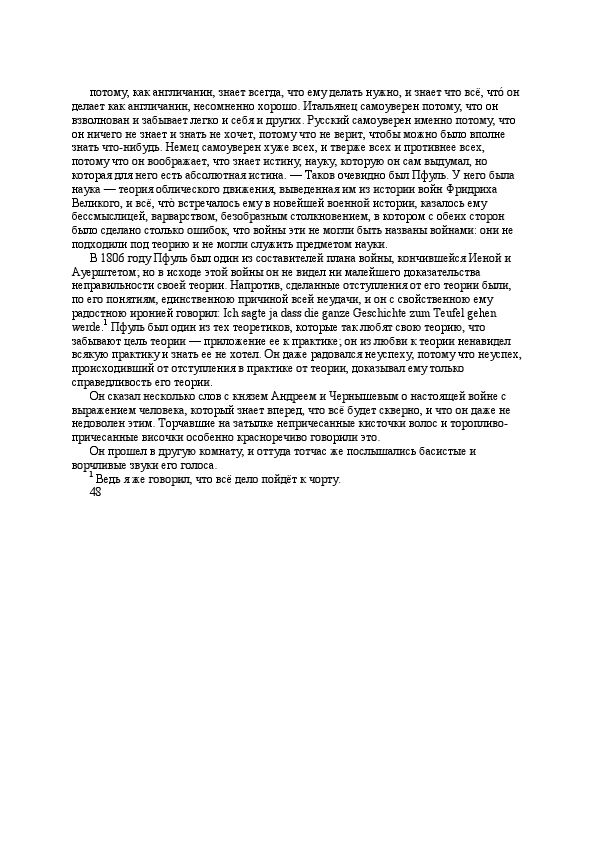 потому, как англичанин, знает всегда, что ему делать нужно, и знает что всё, что́ он
делает как англичанин, несомненно хорошо. Итальянец самоуверен потому, что он
взволнован и забывает легко и себя и других. Русский самоуверен именно потому, что
он ничего не знает и знать не хочет, потому что не верит, чтобы можно было вполне
знать что-нибудь. Немец самоуверен хуже всех, и тверже всех и противнее всех,
потому что он воображает, что знает истину, науку, которую он сам выдумал, но
которая для него есть абсолютная истина. — Таков очевидно был Пфуль. У него была
наука — теория облического движения, выведенная им из истории войн Фридриха
Великого, и всё, что̀ встречалось ему в новейшей военной истории, казалось ему
бессмыслицей, варварством, безобразным столкновением, в котором с обеих сторон
было сделано столько ошибок, что войны эти не могли быть названы войнами: они не
подходили под теорию и не могли служить предметом науки.
В 1806 году Пфуль был один из составителей плана войны, кончившейся Иеной и
Ауерштетом; но в исходе этой войны он не видел ни малейшего доказательства
неправильности своей теории. Напротив, сделанные отступления от его теории были,
по его понятиям, единственною причиной всей неудачи, и он с свойственною ему
радостною иронией говорил: Ich sagte ja dass die ganze Geschichte zum Teufel gehen
werde.1 Пфуль был один из тех теоретиков, которые так любят свою теорию, что
забывают цель теории — приложение ее к практике; он из любви к теории ненавидел
всякую практику и знать ее не хотел. Он даже радовался неуспеху, потому что неуспех,
происходивший от отступления в практике от теории, доказывал ему только
справедливость его теории.
Он сказал несколько слов с князем Андреем и Чернышевым о настоящей войне с
выражением человека, который знает вперед, что всё будет скверно, и что он даже не
недоволен этим. Торчавшие на затылке непричесанные кисточки волос и торопливо-
причесанные височки особенно красноречиво говорили это.
Он прошел в другую комнату, и оттуда тотчас же послышались басистые и
ворчливые звуки его голоса.
1 Ведь я же говорил, что всё дело пойдёт к чорту.
48